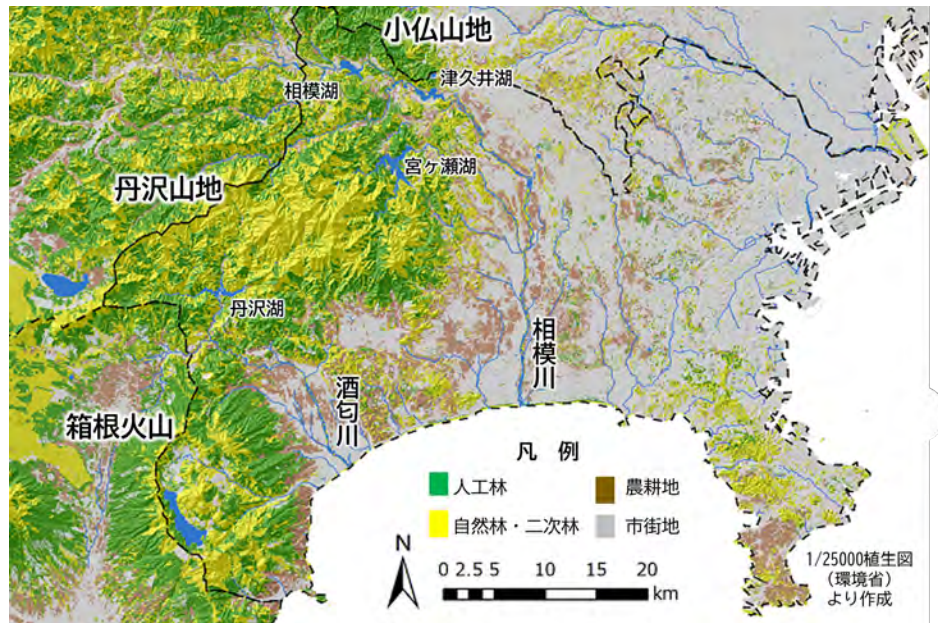 小仏山地
津久井湖
相模湖
宮ヶ瀬湖
丹沢山地
丹沢湖
相模川
酒匂川
箱根火山
凡 例
人工林
農耕地
自然林・二次林
市街地
N
0 2.5 5 10 15 20
km
1/25000植生図
（環境省）
より作成